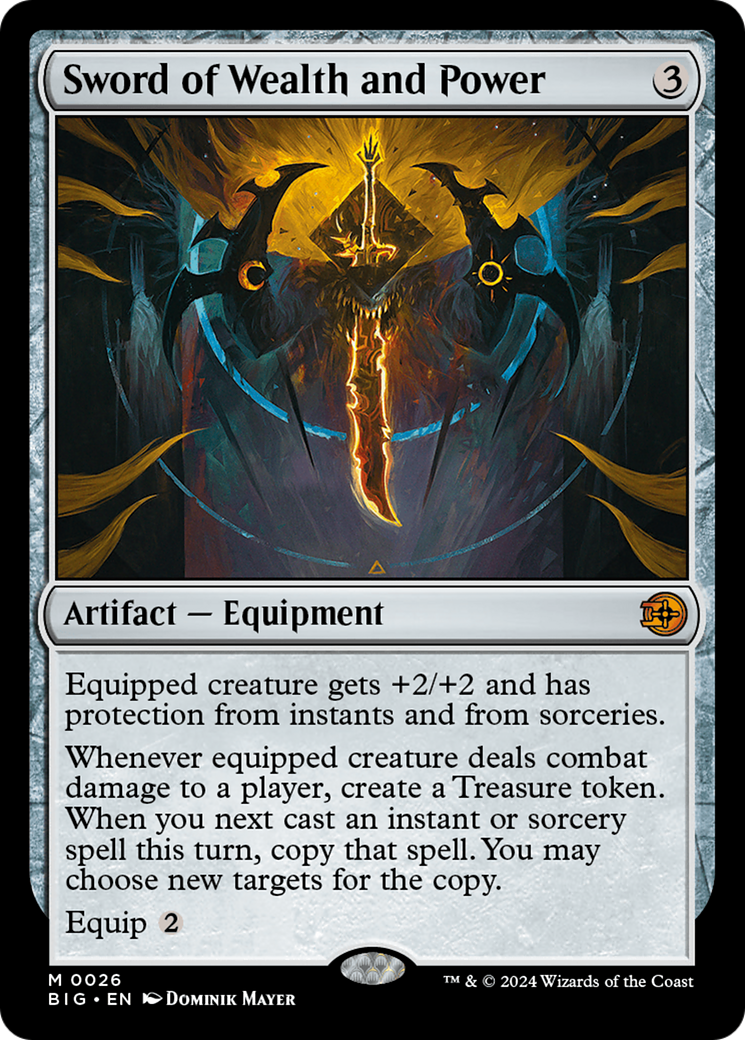 Sword of Wealth and Power 3
Artifact — Equipment
Equipped creature gets +2/+2 and has
protection from instants and from sorceries.
Whenever equipped creature deals combat
damage to a player, create a Treasure token.
When you next cast an instant or sorcery
spell this turn, copy that spell. You may
choose new targets for the copy.
Equip 2
M 0026
BIG • EN Dominik Mayer
™ & © 2024 Wizards of the Coast